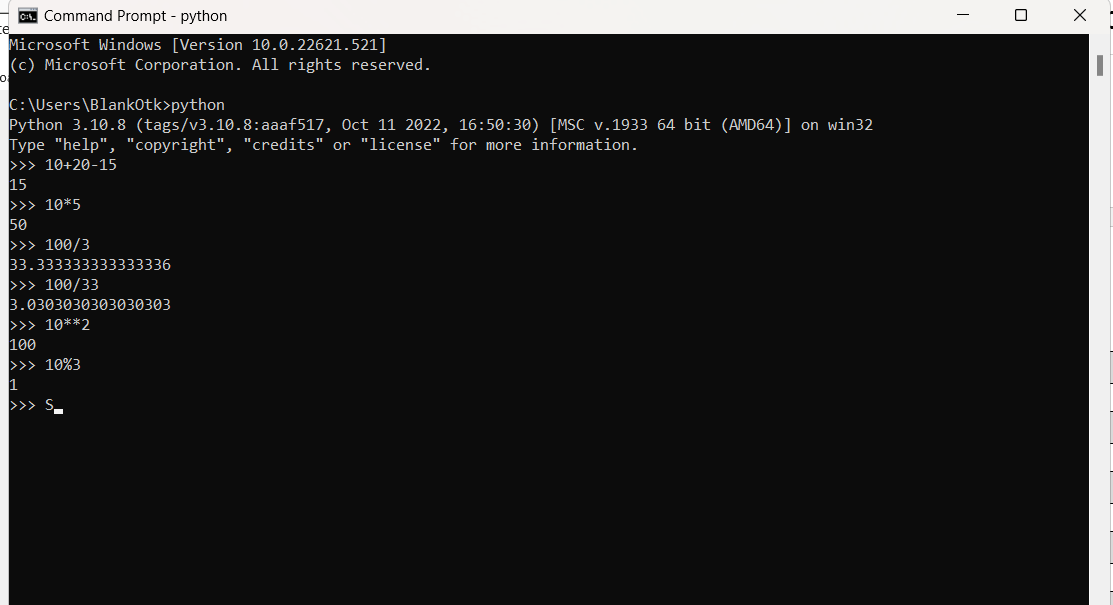 Command Prompt - python
Microsoft Windows [Version 10.0.22621.521]
(c) Microsoft Corporation. All rights reserved.
C:\Users\BlankOtk>python
Python 3.10.8 (tags/v3.10.8:aaaf517, Oct 11 2022, 16:50:30) [MSC v.1933 64 bit (AMD64)] on win32
Type "help", "copyright", "credits" or "license" for more information.
>>> 10+20-15
15
>>> 10*5
50
>>> 100/3
33.333333333333336
>>> 100/33
3.0303030303030303
>>> 10**2
100
>>> 10%3
1
>>> S